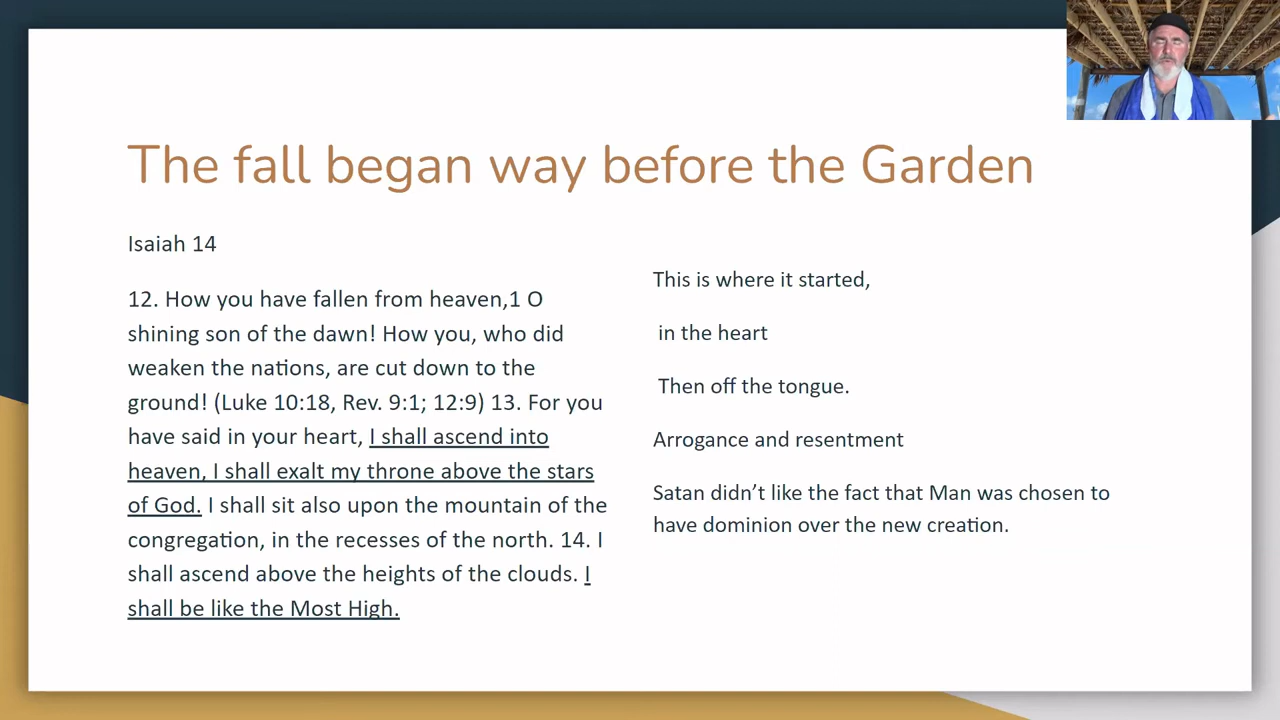 The fall began way before the Garden
Isaiah 14
12. How you have fallen from heaven,1 O
shining son of the dawn! How you, who did
weaken the nations, are cut down to the
ground! (Luke 10:18, Rev. 9:1; 12:9) 13. For you
have said in your heart, I shall ascend into
heaven, I shall exalt my throne above the stars
of God. I shall sit also upon the mountain of the
congregation, in the recesses of the north. 14. I
shall ascend above the heights of the clouds. I
shall be like the Most High.
This is where it started,
in the heart
Then off the tongue.
Arrogance and resentment
Satan didn’t like the fact that Man was chosen to
have dominion over the new creation.